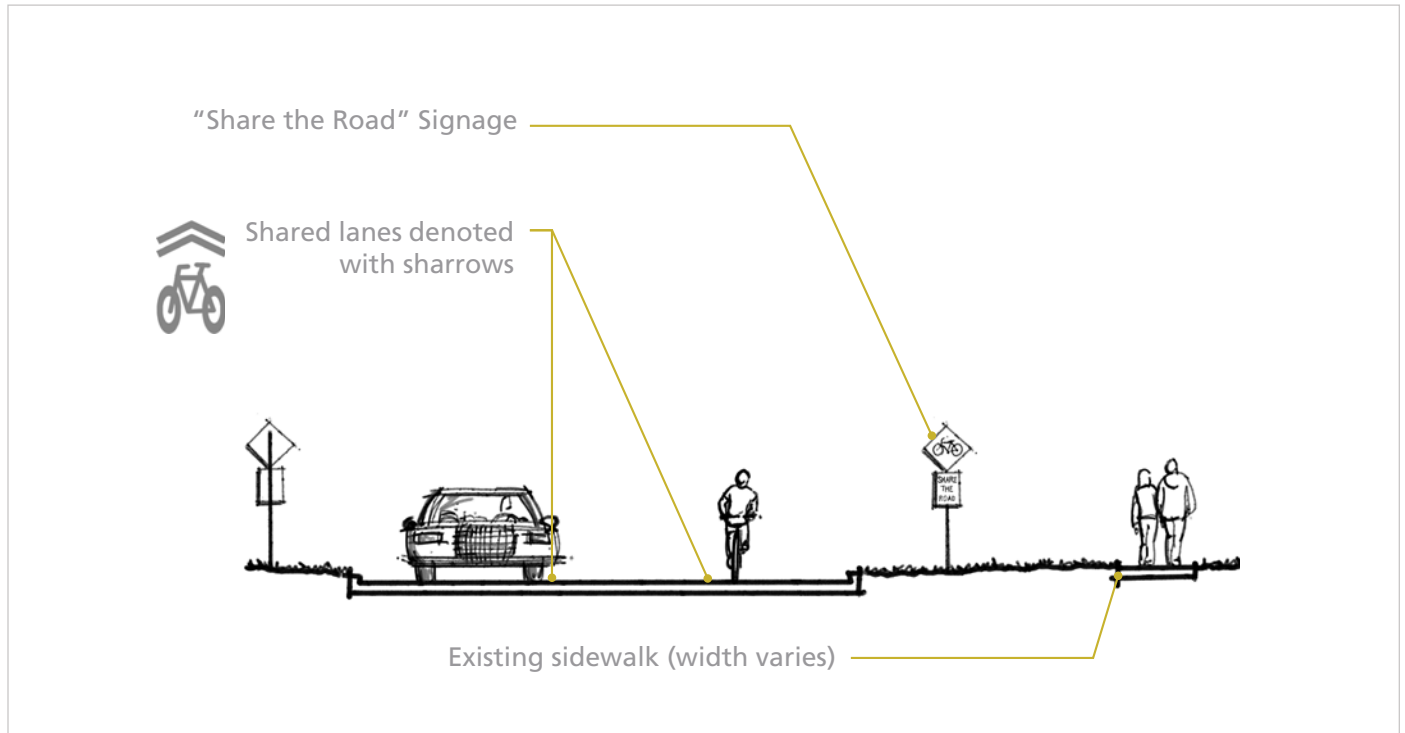 “Share the Road” Signage
Shared lanes denoted
with sharrows
SHARE
THE
ROAD
Existing sidewalk (width varies)